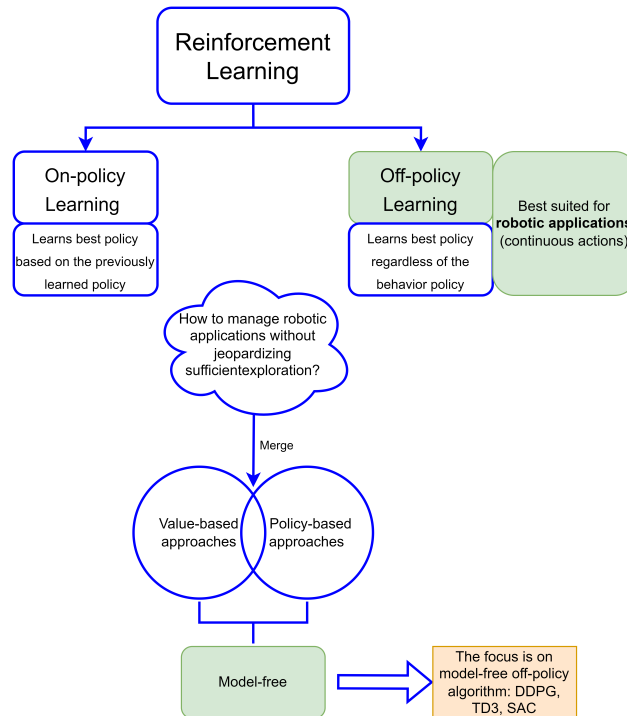 Reinforcement
Learning
On-policy
Learning
Learns best policy
based on the previously
learned policy
Off-policy
Learning
Learns best policy
regardless of the
behavior policy
Best suited for
robotic applications
(continuous actions)
How to manage robotic
applications without
jeopardizing
sufficientexploration?
Merge
Value-based
approaches
Policy-based
approaches
Model-free
The focus is on
model-free off-policy
algorithm: DDPG,
TD3, SAC